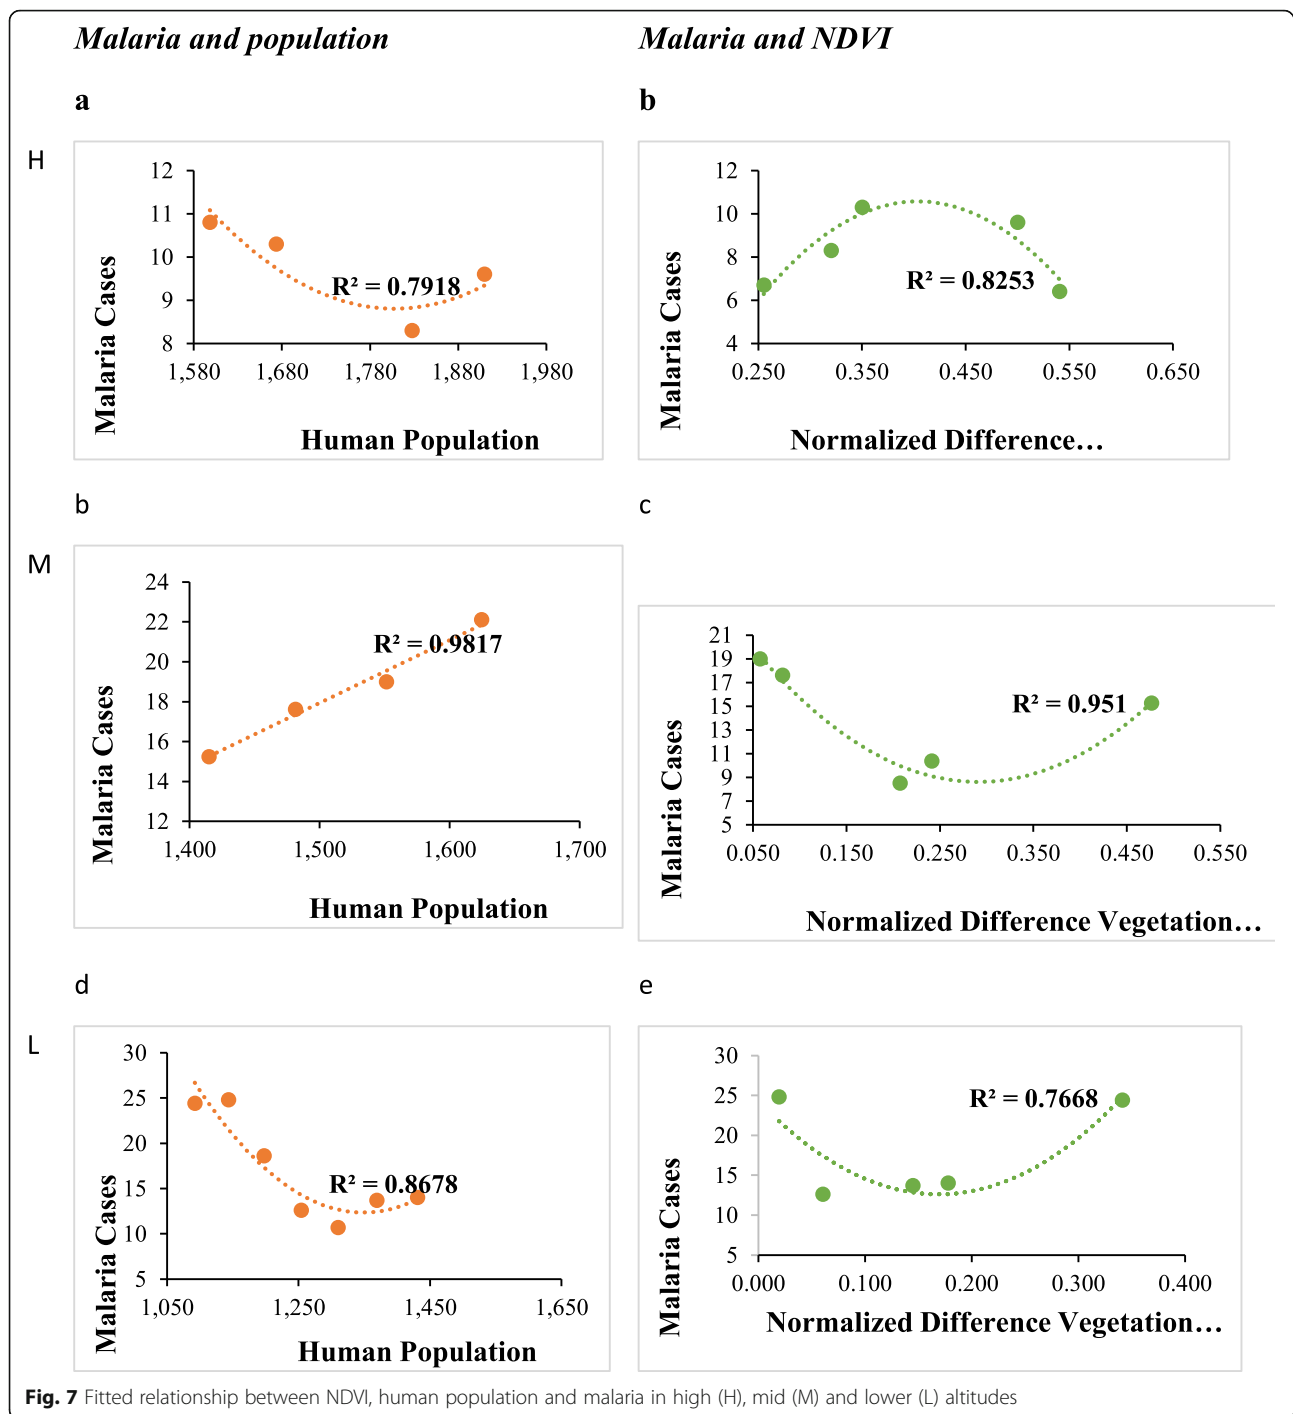 Malaria and population
Malaria and NDVI
a
b
H
12
11
10
9
8
R² = 0.7918
1,580 1,680 1,780 1,880 1,980
Malaria Cases
Human Population
12
10
8
6
4
R² = 0.8253
0.250 0.350 0.450 0.550 0.650
Malaria Cases
Normalized Difference…
b
c
M
24
22
20
18
16
14
12
R² = 0.9817
1,400 1,500 1,600 1,700
Malaria Cases
Human Population
21
19
17
15
13
11
9
7
5
R² = 0.951
0.050 0.150 0.250 0.350 0.450 0.550
Malaria Cases
Normalized Difference Vegetation…
d
e
L
30
25
20
15
10
5
R² = 0.8678
1,050 1,250 1,450 1,650
Malaria Cases
Human Population
30
25
20
15
10
5
R² = 0.7668
0.000 0.100 0.200 0.300 0.400
Malaria Cases
Normalized Difference Vegetation…
Fig. 7 Fitted relationship between NDVI, human population and malaria in high (H), mid (M) and lower (L) altitudes